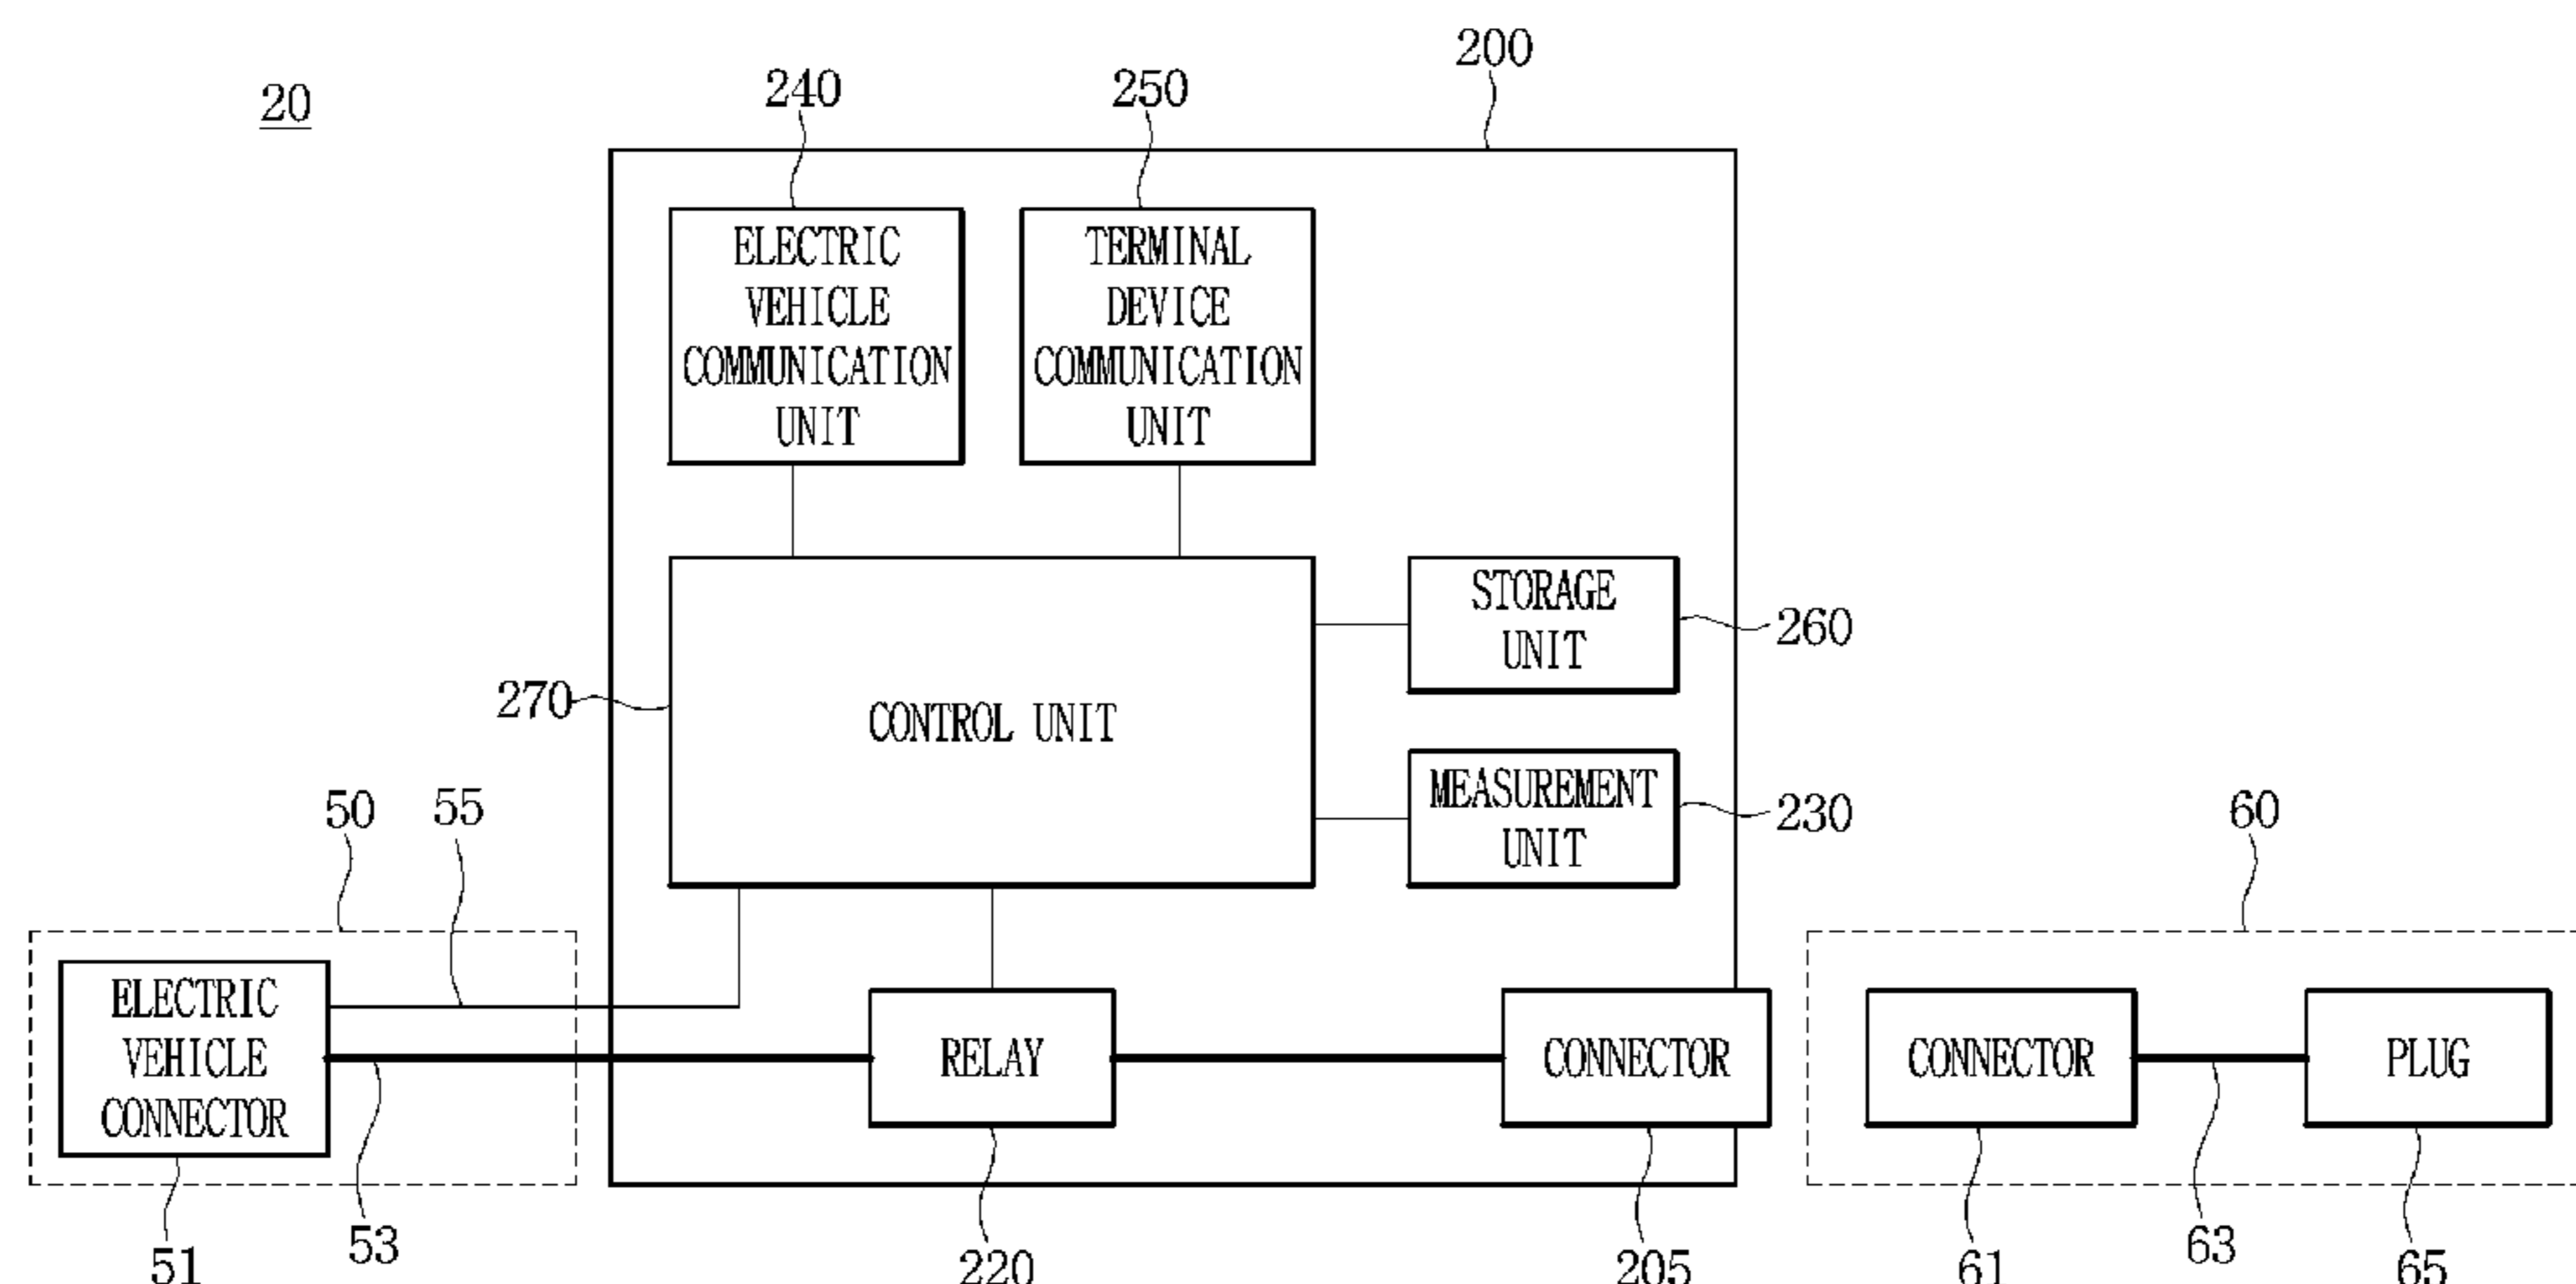 200
240
250
20
ELECTRIC
VEHICLE
COMMUNICATION
UNIT
TERMINAL
DEVICE
COMMUNICATION
UNIT
STORAGE
UNIT
260
270
CONTROL UNIT
MEASUREMENT
UNIT
230
50
55
60
ELECTRIC
VEHICLE
CONNECTOR
RELAY
CONNECTOR
CONNECTOR
PLUG
51
53
220
205
61
63
65